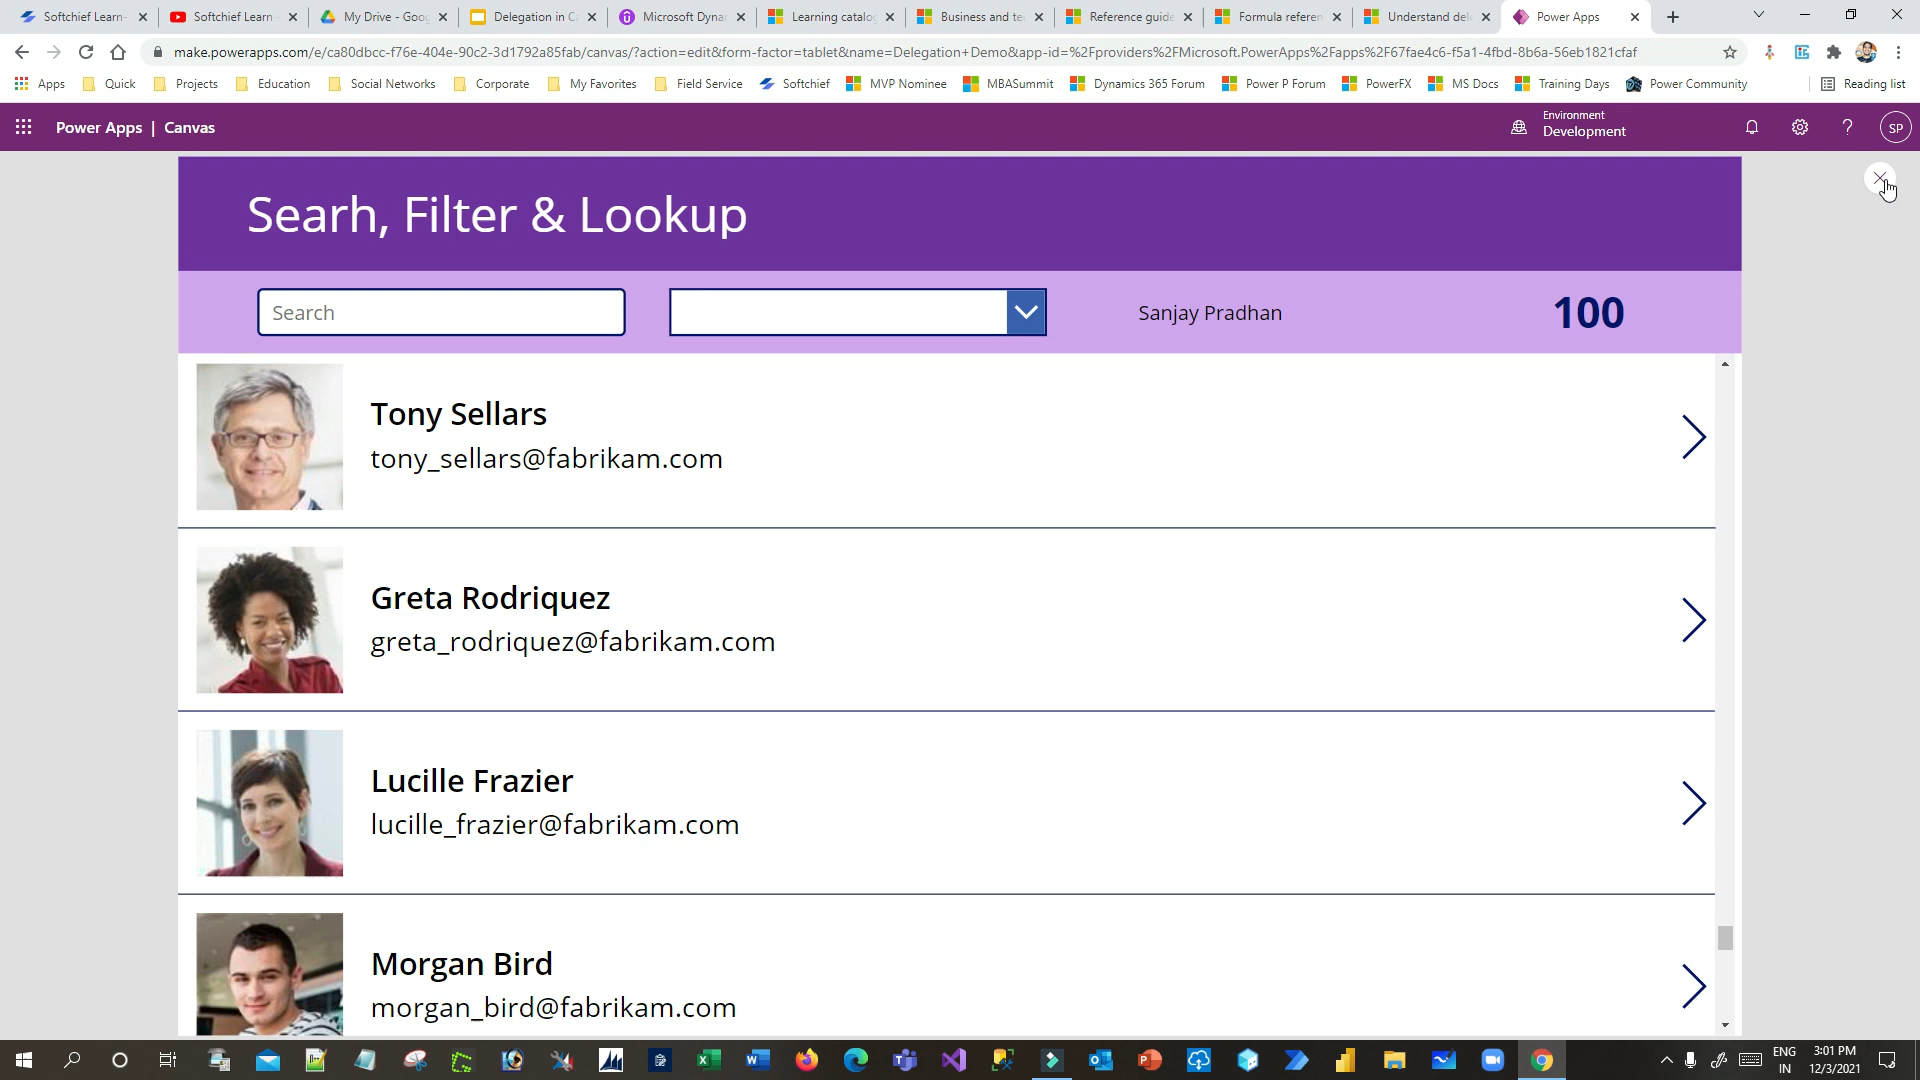 Softchief Learn-
Softchief Learn
My Drive - Goo
Delegation in C
Microsoft Dyna
Learning catalo
Business and te
Reference guide
Formula referen
Understand del
Power Apps
make.powerapps.com/e/ca80dbcc-f76e-404e-90c2-3d1792a85fab/canvas/?action=edit&form-factor=tablet&name=Delegation+Demo&app-id=%2Fproviders%2FMicrosoft.PowerApps%2Fapps%2F67fae4c6-f5a1-4fbd-8b6a-56eb1821cfaf
Apps
Quick
Projects
Education
Social Networks
Corporate
My Favorites
Field Service
Softchief
MVP Nominee
MBASummit
Dynamics 365 Forum
Power P Forum
PowerFX
MS Docs
Training Days
Power Community
Reading list
Power Apps | Canvas
Environment
Development
SP
Searh, Filter & Lookup
Search
Sanjay Pradhan
100
Tony Sellars
tony_sellars@fabrikam.com
Greta Rodriquez
greta_rodriquez@fabrikam.com
Lucille Frazier
lucille_frazier@fabrikam.com
Morgan Bird
morgan_bird@fabrikam.com
ENG
IN
3:01 PM
12/3/2021